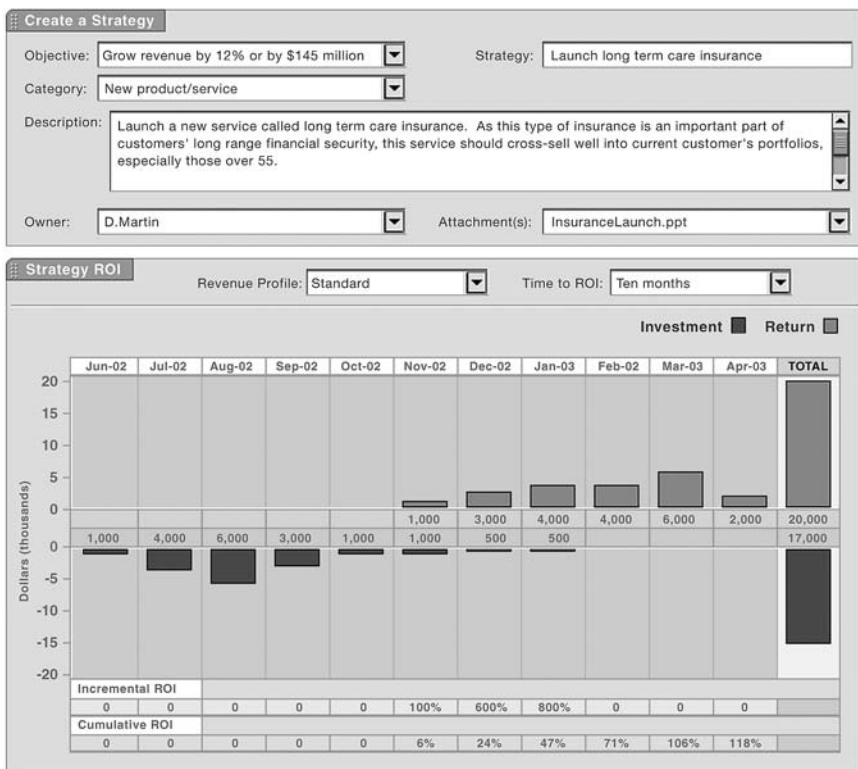 Create a Strategy
Objective: Grow revenue by 12% or by $145 million Strategy: Launch long term care insurance
Category: New product/service
Description: Launch a new service called long term care insurance. As this type of insurance is an important part of
customers' long range financial security, this service should cross-sell well into current customer's portfolios,
especially those over 55.
Owner: D.Martin Attachment(s): InsuranceLaunch.ppt
Strategy ROI
Revenue Profile: Standard Time to ROI: Ten months
Investment Return
Jun-02 Jul-02 Aug-02 Sep-02 Oct-02 Nov-02 Dec-02 Jan-03 Feb-02 Mar-03 Apr-03 TOTAL
20
15
10
5
0
1,000 3,000 4,000 4,000 6,000 2,000 20,000
1,000 4,000 6,000 3,000 1,000 1,000 500 500 17,000
0
-5
-10
-15
-20
Dollars (thousands)
Incremental ROI
0 0 0 0 0 100% 600% 800% 0 0 0
Cumulative ROI
0 0 0 0 0 6% 24% 47% 71% 106% 118%